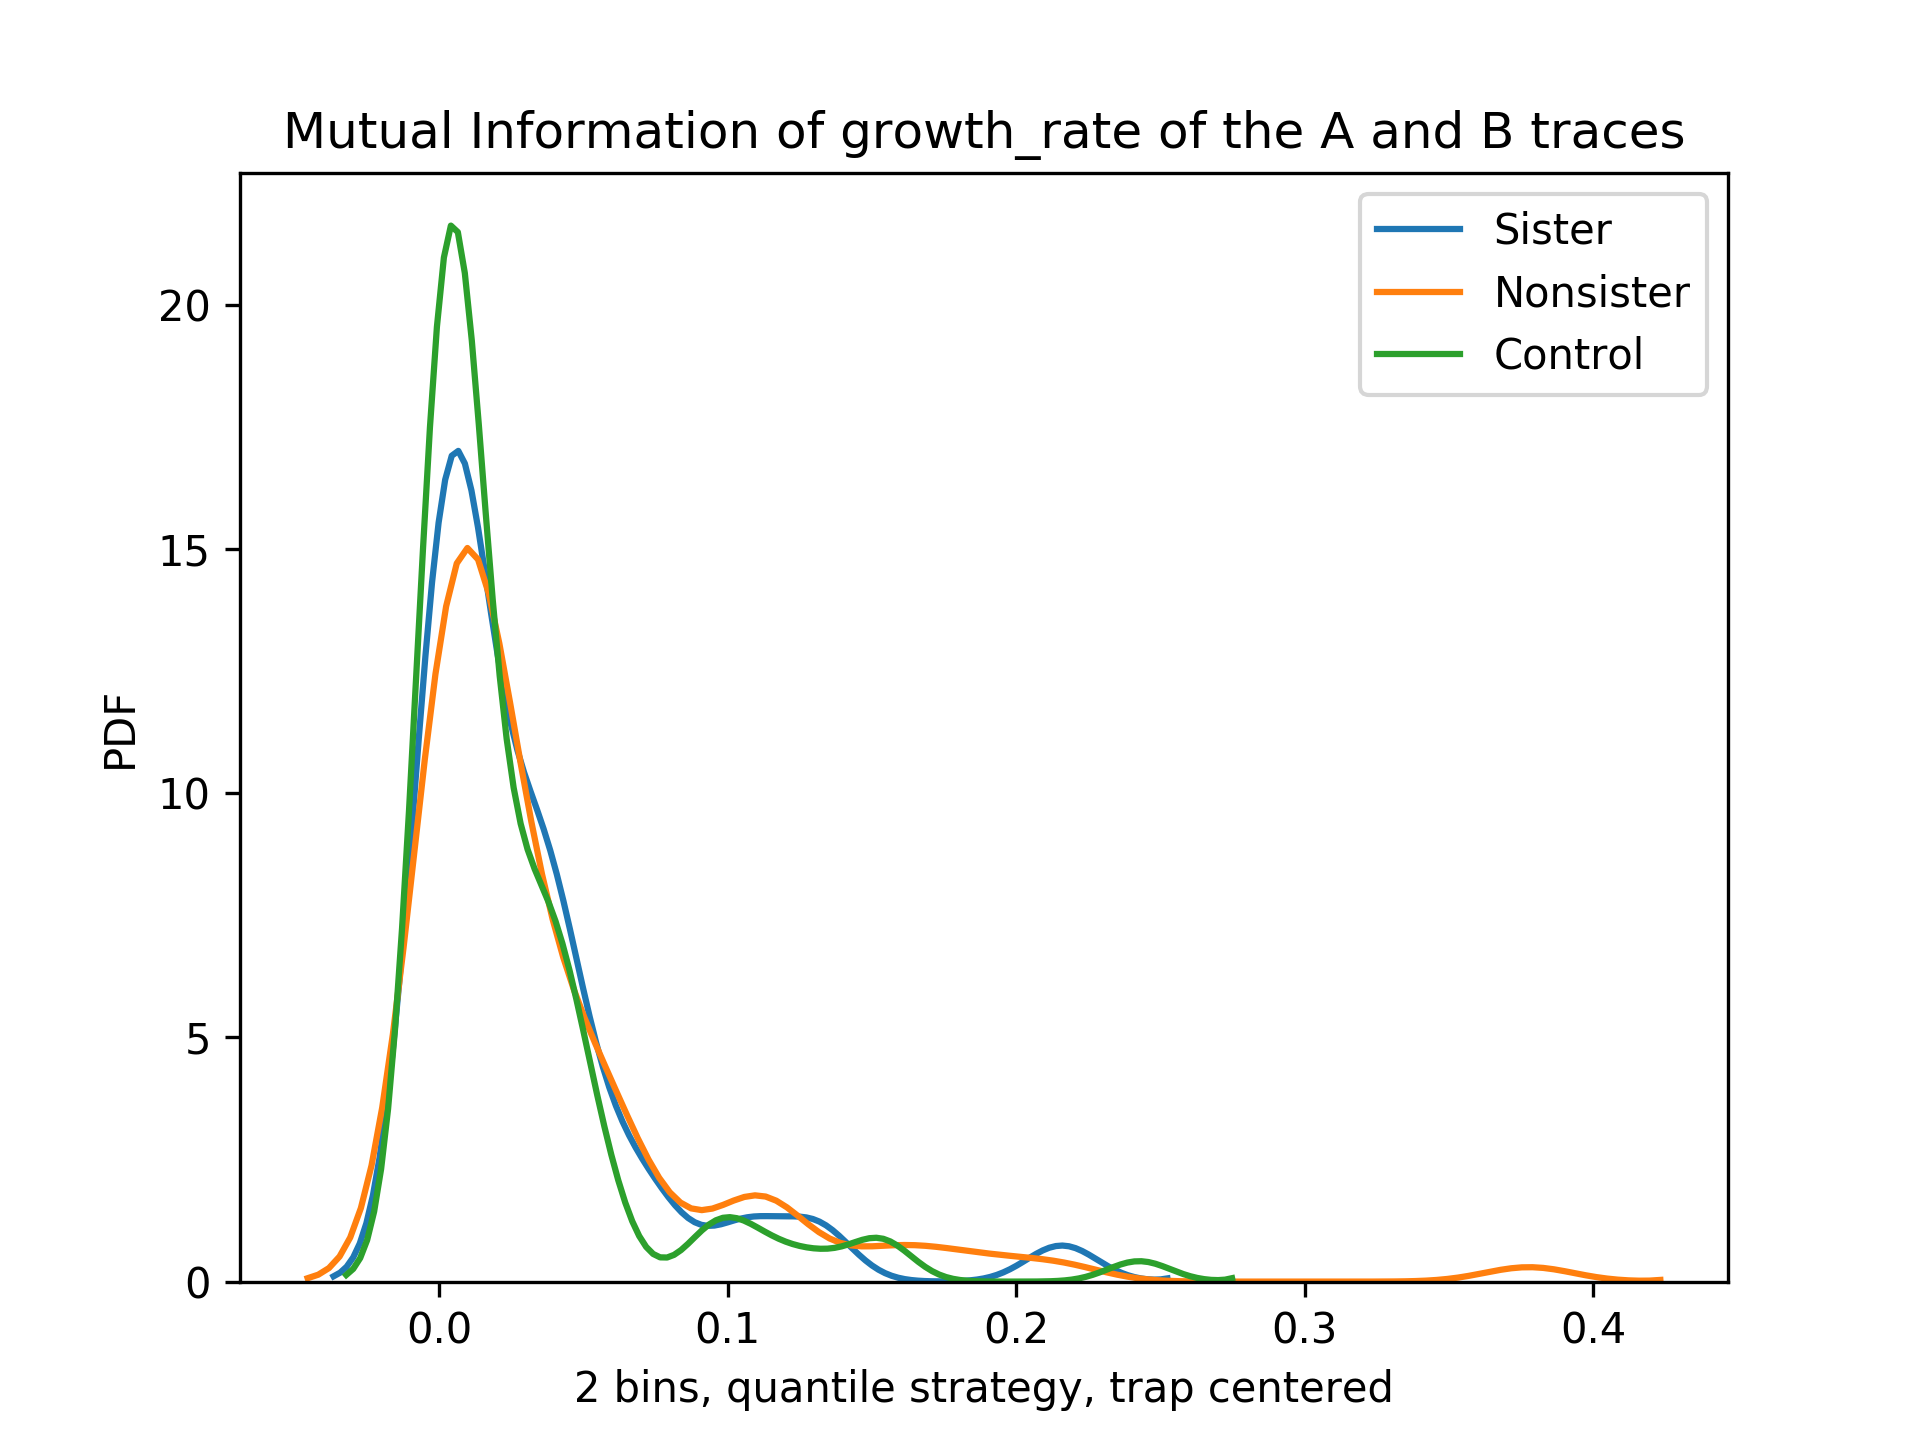 Mutual Information of growth_rate of the A and B traces
Sister
Nonsister
Control
PDF
20
15
10
5
0
0.0 0.1 0.2 0.3 0.4
2 bins, quantile strategy, trap centered